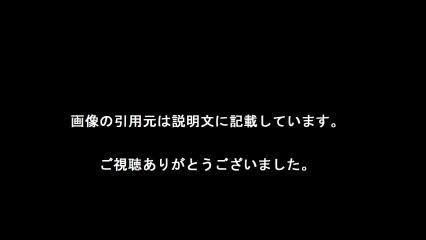 画像の引用元は説明文に記載しています。
ご視聴ありがとうございました。